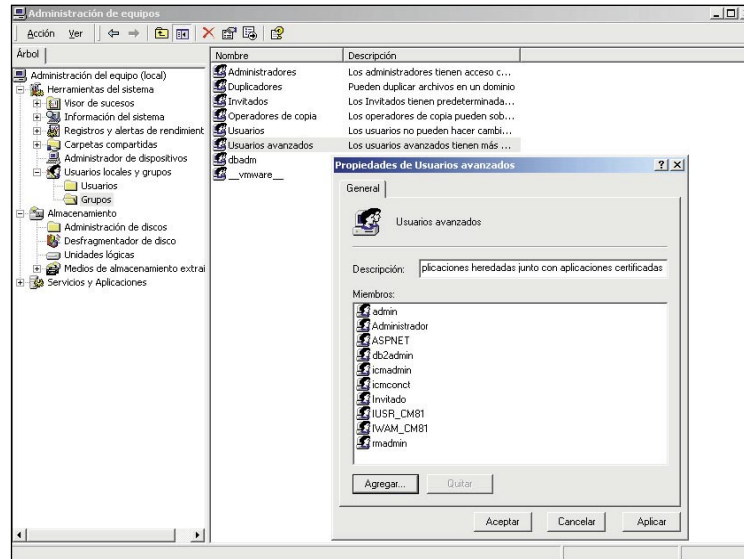 Administración de equipos
Acción Ver
Árbol
Administración del equipo (local)
Herramientas del sistema
Visor de sucesos
Información del sistema
Registros y alertas de rendimient
Carpetas compartidas
Administrador de dispositivos
Usuarios locales y grupos
Usuarios
Grupos
Almacenamiento
Administración de discos
Desfragmentador de disco
Unidades lógicas
Medios de almacenamiento extrai
Servicios y Aplicaciones
Nombre Descripción
Administradores Los administradores tienen acceso c...
Duplicadores Pueden duplicar archivos en un dominio
Invitados Los Invitados tienen predeterminada...
Operadores de copia Los operadores de copia pueden sob...
Usuarios Los usuarios no pueden hacer cambi...
Usuarios avanzados Los usuarios avanzados tienen más ...
dbadm
__vmware__
Propiedades de Usuarios avanzados
General
Usuarios avanzados
Descripción: plicaciones heredadas junto con aplicaciones certificadas
Miembros:
admin
Administrador
ASPNET
db2admin
icmadmin
icmconct
Invitado
IUSR_CM81
IWAM_CM81
rmadmin
Agregar... Quitar
Aceptar Cancelar Aplicar